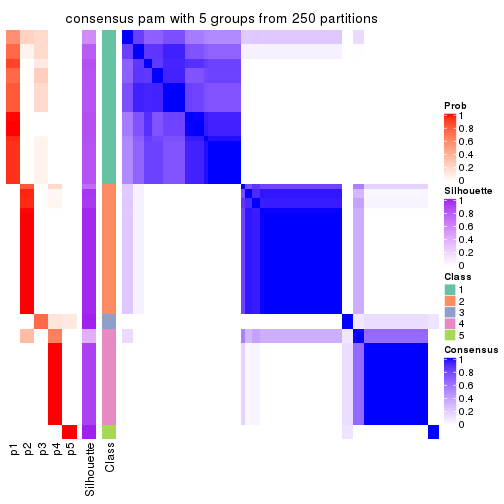 consensus pam with 5 groups from 250 partitions
Prob
1
0.8
0.6
0.4
0.2
0
Silhouette
1
0.8
0.6
0.4
0.2
0
Class
1
2
3
4
5
Consensus
1
0.8
0.6
0.4
0.2
0
p1
p2
p3
p4
p5
Silhouette
Class